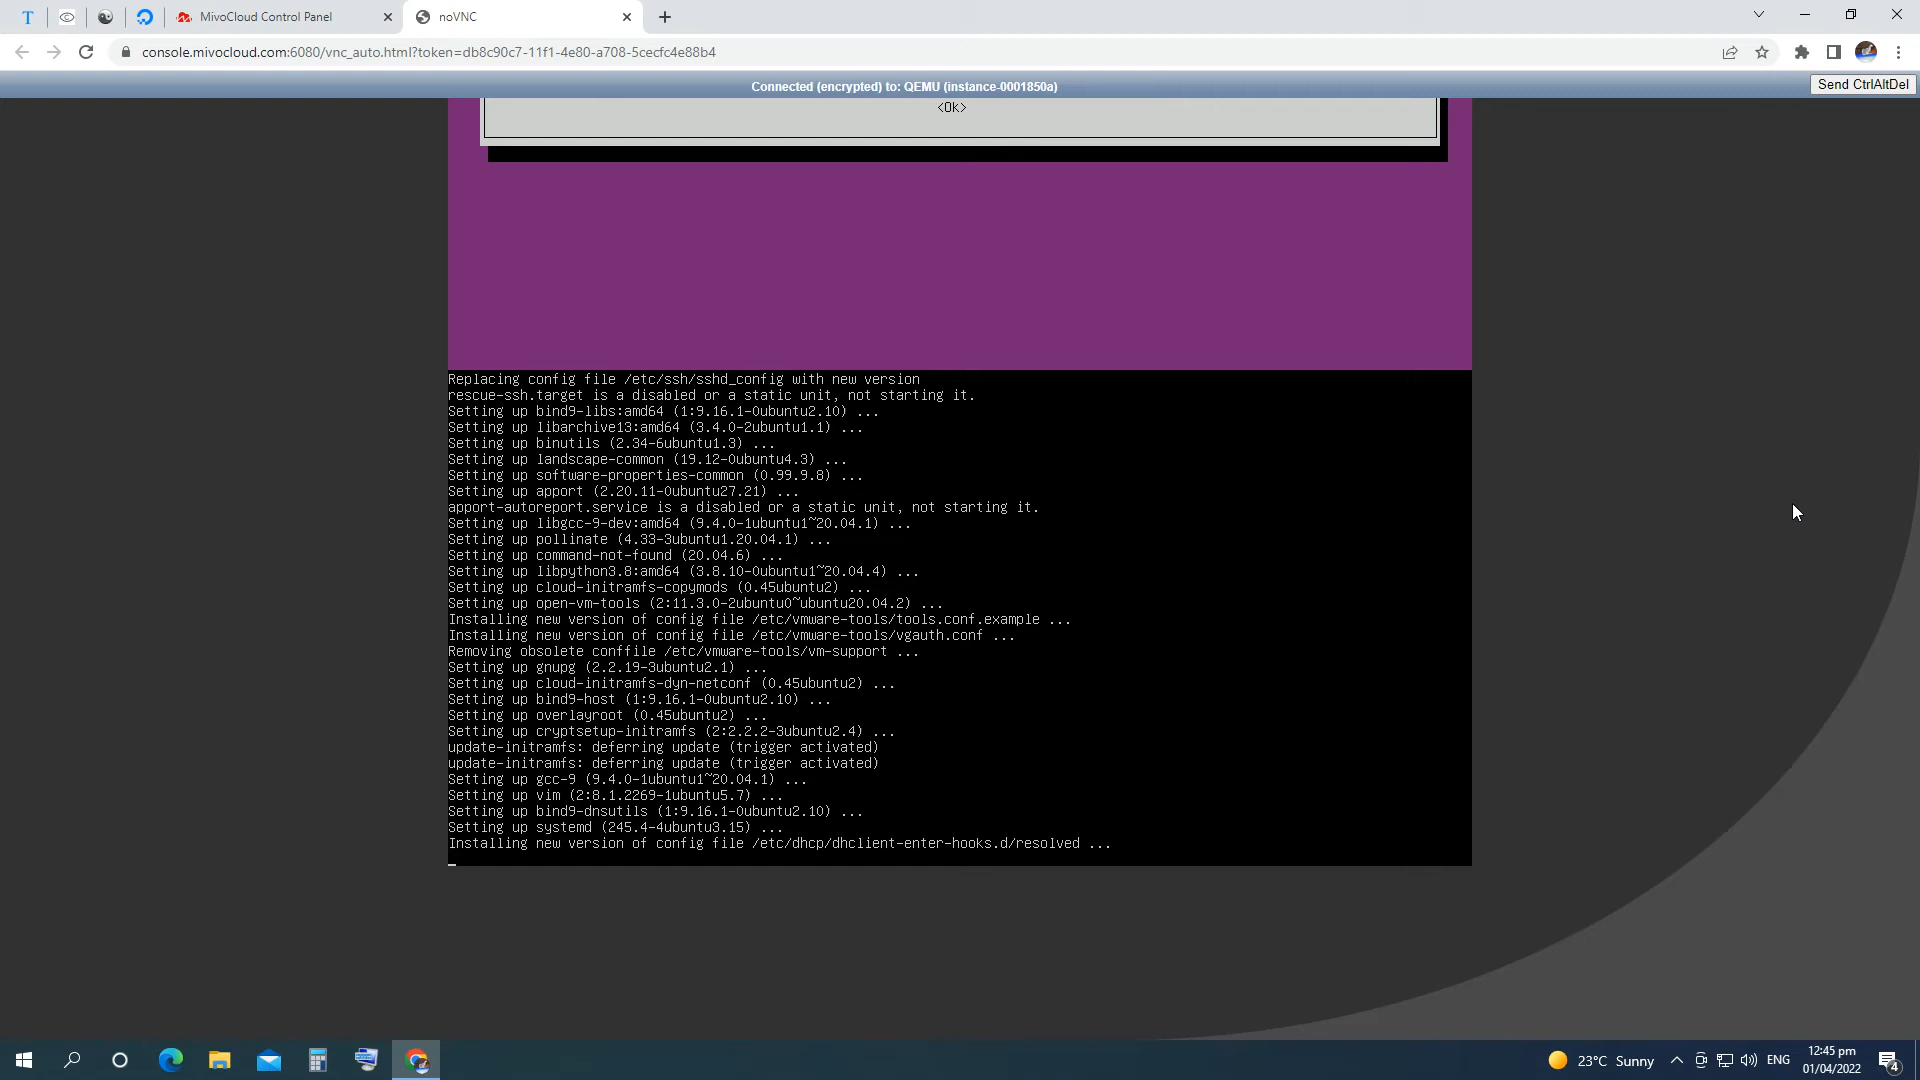 T
MivoCloud Control Panel
noVNC
console.mivocloud.com:6080/vnc_auto.html?token=db8c90c7-11f1-4e80-a708-5cecfc4e88b4
Connected (encrypted) to: QEMU (instance-0001850a)
Send CtrlAltDel
<Ok>
Replacing config file /etc/ssh/sshd_config with new version
rescue-ssh.target is a disabled or a static unit, not starting it.
Setting up bind9-libs:amd64 (1:9.16.1-0ubuntu2.10) ...
Setting up libarchive13:amd64 (3.4.0-2ubuntu1.1) ...
Setting up binutils (2.34-6ubuntu1.3) ...
Setting up landscape-common (19.12-0ubuntu4.3) ...
Setting up software-properties-common (0.99.9.8) ...
Setting up apport (2.20.11-0ubuntu27.21) ...
apport-autoreport.service is a disabled or a static unit, not starting it.
Setting up libgcc-9-dev:amd64 (9.4.0-1ubuntu1~20.04.1) ...
Setting up pollinate (4.33-3ubuntu1.20.04.1) ...
Setting up command-not-found (20.04.6) ...
Setting up libpython3.8:amd64 (3.8.10-0ubuntu1~20.04.4) ...
Setting up cloud-initramfs-copymods (0.45ubuntu2) ...
Setting up open-vm-tools (2:11.3.0-2ubuntu0~ubuntu20.04.2) ...
Installing new version of config file /etc/vmware-tools/tools.conf.example ...
Installing new version of config file /etc/vmware-tools/vgauth.conf ...
Removing obsolete conffile /etc/vmware-tools/vm-support ...
Setting up gnupg (2.2.19-3ubuntu2.1) ...
Setting up cloud-initramfs-dyn-netconf (0.45ubuntu2) ...
Setting up bind9-host (1:9.16.1-0ubuntu2.10) ...
Setting up overlayroot (0.45ubuntu2) ...
Setting up cryptsetup-initramfs (2:2.2.2-3ubuntu2.4) ...
update-initramfs: deferring update (trigger activated)
update-initramfs: deferring update (trigger activated)
Setting up gcc-9 (9.4.0-1ubuntu1~20.04.1) ...
Setting up vim (2:8.1.2269-1ubuntu5.7) ...
Setting up bind9-dnsutils (1:9.16.1-0ubuntu2.10) ...
Setting up systemd (245.4-4ubuntu3.15) ...
Installing new version of config file /etc/dhcp/dhclient-enter-hooks.d/resolved ...
23°C Sunny
ENG
12:45 pm
01/04/2022
4